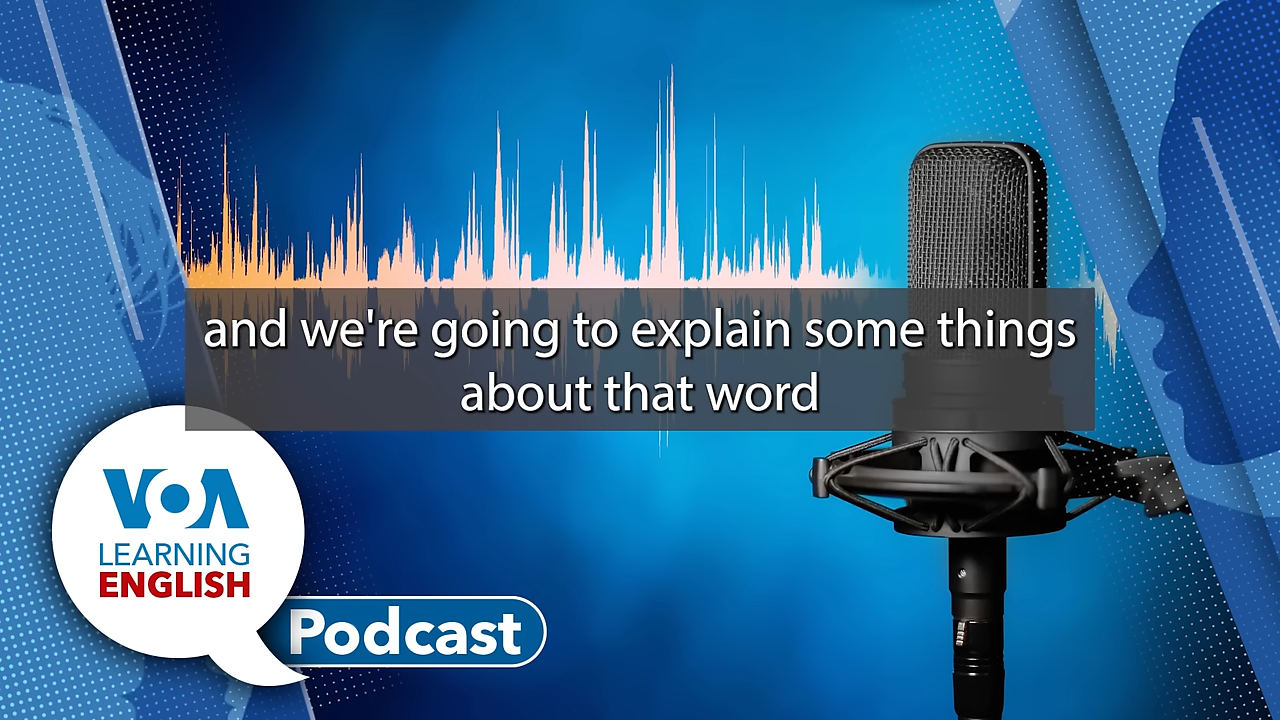 and we're going to explain some things
about that word
VOA
LEARNING
ENGLISH
Podcast